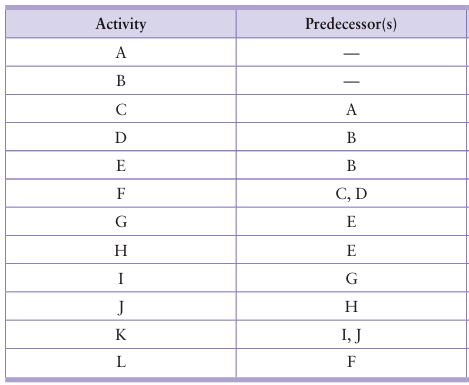 Activity Predecessor(s)
A —
B —
C A
D B
E B
F C, D
G E
H E
I G
J H
K I, J
L F